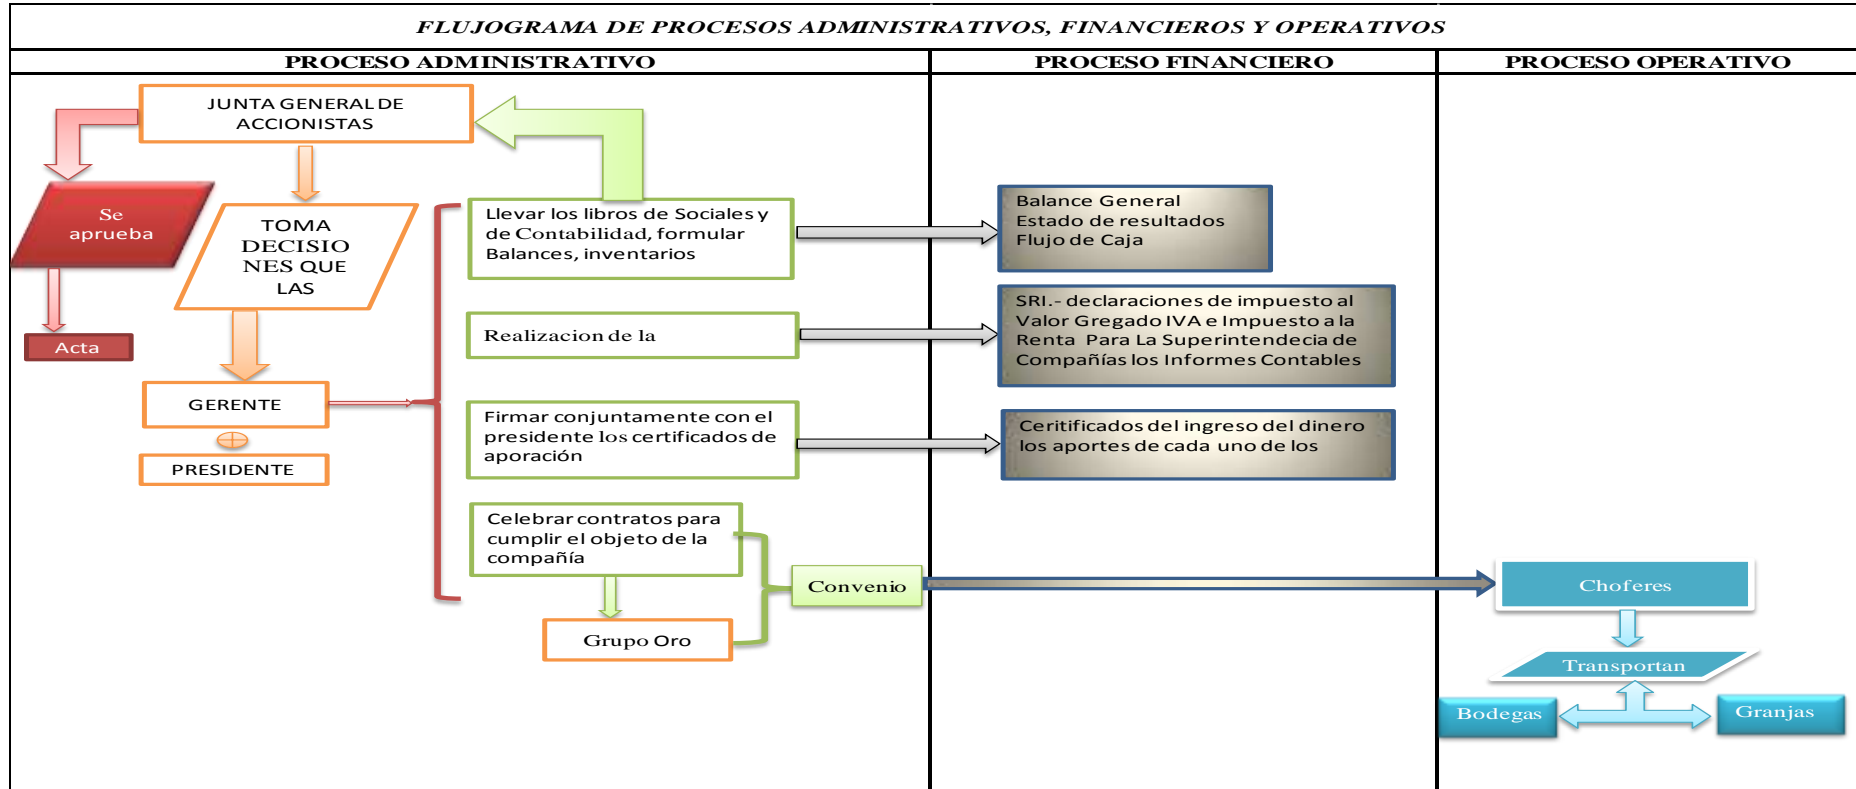 FLUJOGRAMA DE PROCESOS ADMINISTRATIVOS, FINANCIEROS Y OPERATIVOS
PROCESO ADMINISTRATIVO
PROCESO FINANCIERO
PROCESO OPERATIVO
JUNTA GENERAL DE
ACCIONISTAS
Se
aprueba
Acta
TOMA
DECISIO
NES QUE
LAS
GERENTE
PRESIDENTE
Llevar los libros de Sociales y
de Contabilidad, formular
Balances, inventarios
Realizacion de la
Firmar conjuntamente con el
presidente los certificados de
aporación
Celebrar contratos para
cumplir el objeto de la
compañía
Grupo Oro
Convenio
Balance General
Estado de resultados
Flujo de Caja
SRI.- declaraciones de impuesto al
Valor Gregado IVA e Impuesto a la
Renta Para La Superintendecia de
Compañías los Informes Contables
Ceritificados del ingreso del dinero
los aportes de cada uno de los
Choferes
Transportan
Bodegas
Granjas